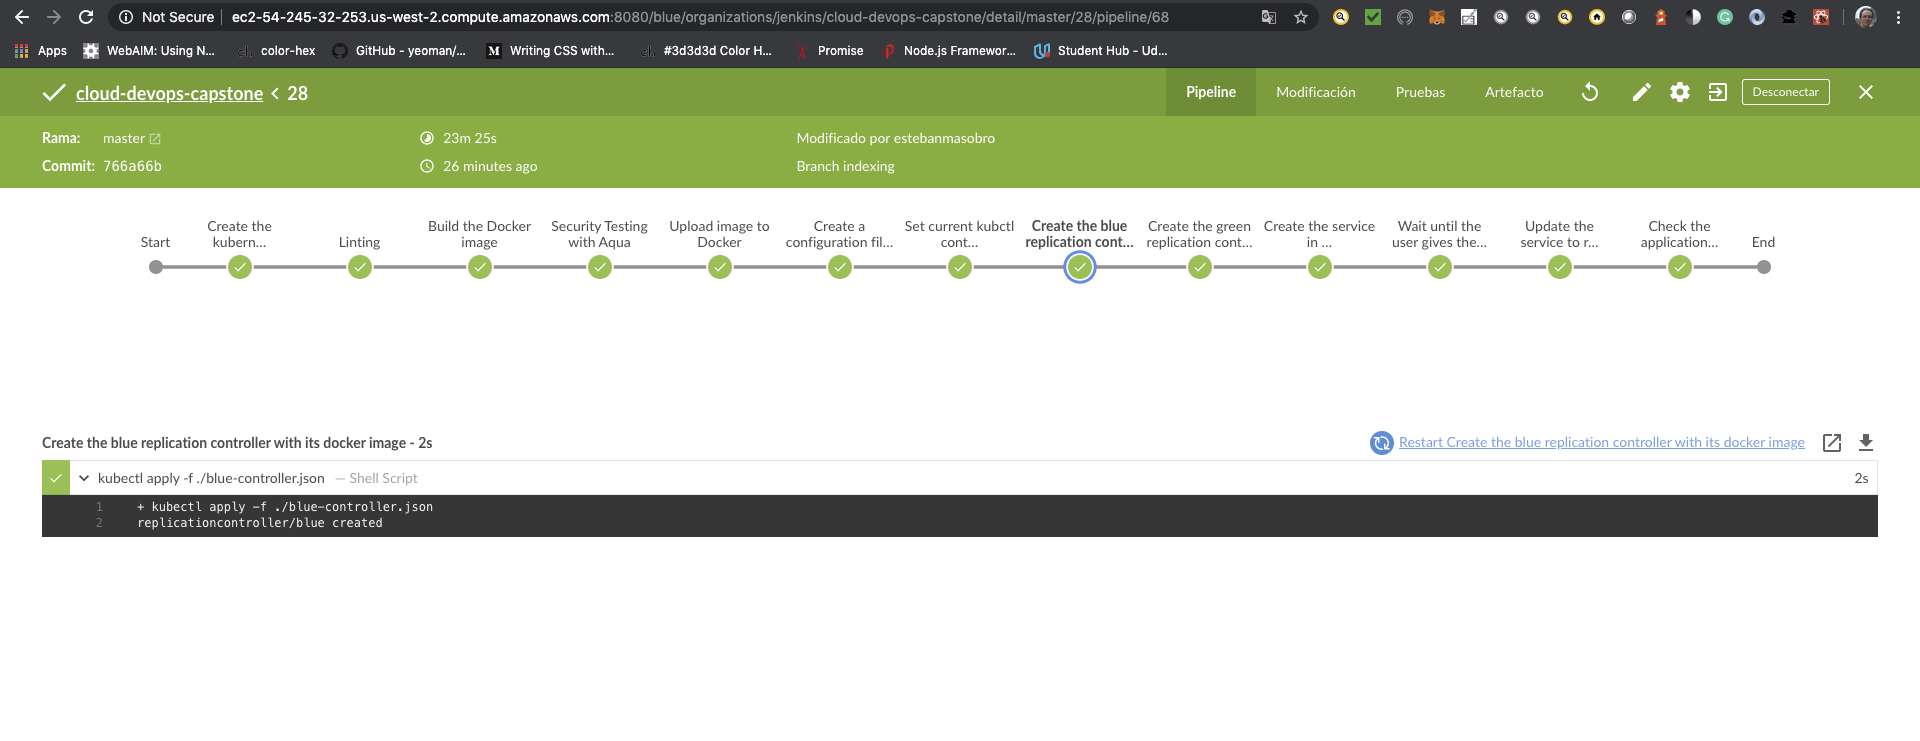 Not Secure ec2-54-245-32-253.us-west-2.compute.amazonaws.com:8080/blue/organizations/jenkins/cloud-devops-capstone/detail/master/28/pipeline/68
Apps WebAIM: Using N... color-hex GitHub - yeoman/... Writing CSS with... #3d3d3d Color H... Promise Node.js Framewor... Student Hub - Ud...
cloud-devops-capstone < 28 Pipeline Modificación Pruebas Artefacto Desconectar
Rama: master 23m 25s Modificado por estebanmasobro
Commit: 766a66b 26 minutes ago Branch indexing
Start
Create the
kubern...
Linting
Build the Docker
image
Security Testing
with Aqua
Upload image to
Docker
Create a
configuration fil...
Set current kubctl
cont...
Create the blue
replication cont...
Create the green
replication cont...
Create the service
in ...
Wait until the
user gives the...
Update the
service to r...
Check the
application...
End
Create the blue replication controller with its docker image - 2s Restart Create the blue replication controller with its docker image
kubectl apply -f ./blue-controller.json — Shell Script 2s
1 + kubectl apply -f ./blue-controller.json
2 replicationcontroller/blue created